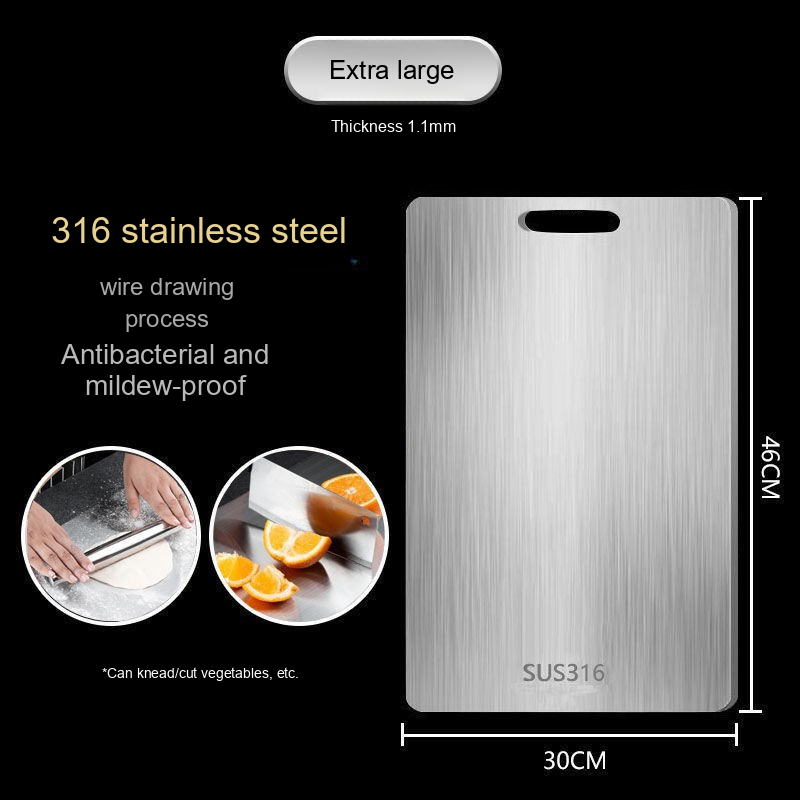 Extra large
Thickness 1.1mm
316 stainless steel
wire drawing
process
Antibacterial and
mildew-proof
*Can knead/cut vegetables, etc.
SUS316
46CM
30CM